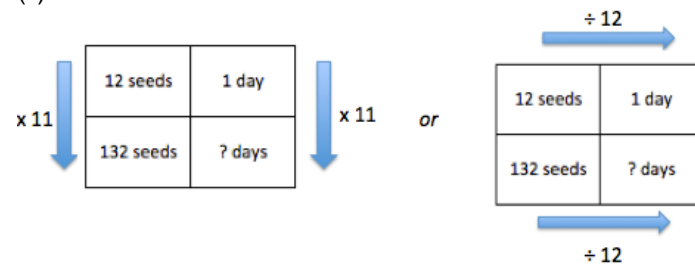 ÷ 12
12 seeds 1 day
x 11 x 11
132 seeds ? days
or
12 seeds 1 day
132 seeds ? days
÷ 12